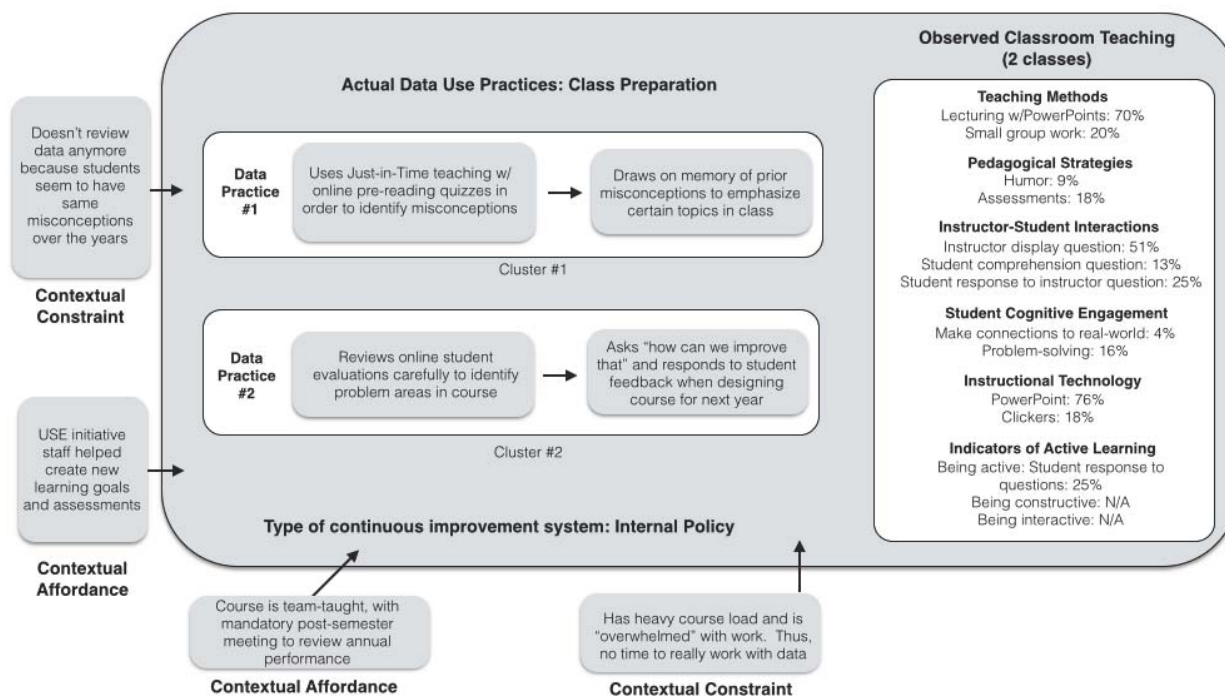 Observed Classroom Teaching
(2 classes)
Actual Data Use Practices: Class Preparation
Doesn't review
data anymore
because students
seem to have
same
misconceptions
over the years
Contextual
Constraint
Data
Practice
#1
Uses Just-in-Time teaching w/
online pre-reading quizzes in
order to identify misconceptions
Draws on memory of prior
misconceptions to emphasize
certain topics in class
Cluster #1
Data
Practice
#2
Reviews online student
evaluations carefully to identify
problem areas in course
Asks “how can we improve
that” and responds to student
feedback when designing
course for next year
Cluster #2
USE initiative
staff helped
create new
learning goals
and assessments
Contextual
Affordance
Type of continuous improvement system: Internal Policy
Teaching Methods
Lecturing w/PowerPoints: 70%
Small group work: 20%
Pedagogical Strategies
Humor: 9%
Assessments: 18%
Instructor-Student Interactions
Instructor display question: 51%
Student comprehension question: 13%
Student response to instructor question: 25%
Student Cognitive Engagement
Make connections to real-world: 4%
Problem-solving: 16%
Instructional Technology
PowerPoint: 76%
Clickers: 18%
Indicators of Active Learning
Being active: Student response to
questions: 25%
Being constructive: N/A
Being interactive: N/A
Course is team-taught, with
mandatory post-semester
meeting to review annual
performance
Contextual Affordance
Has heavy course load and is
“overwhelmed” with work. Thus,
no time to really work with data
Contextual Constraint